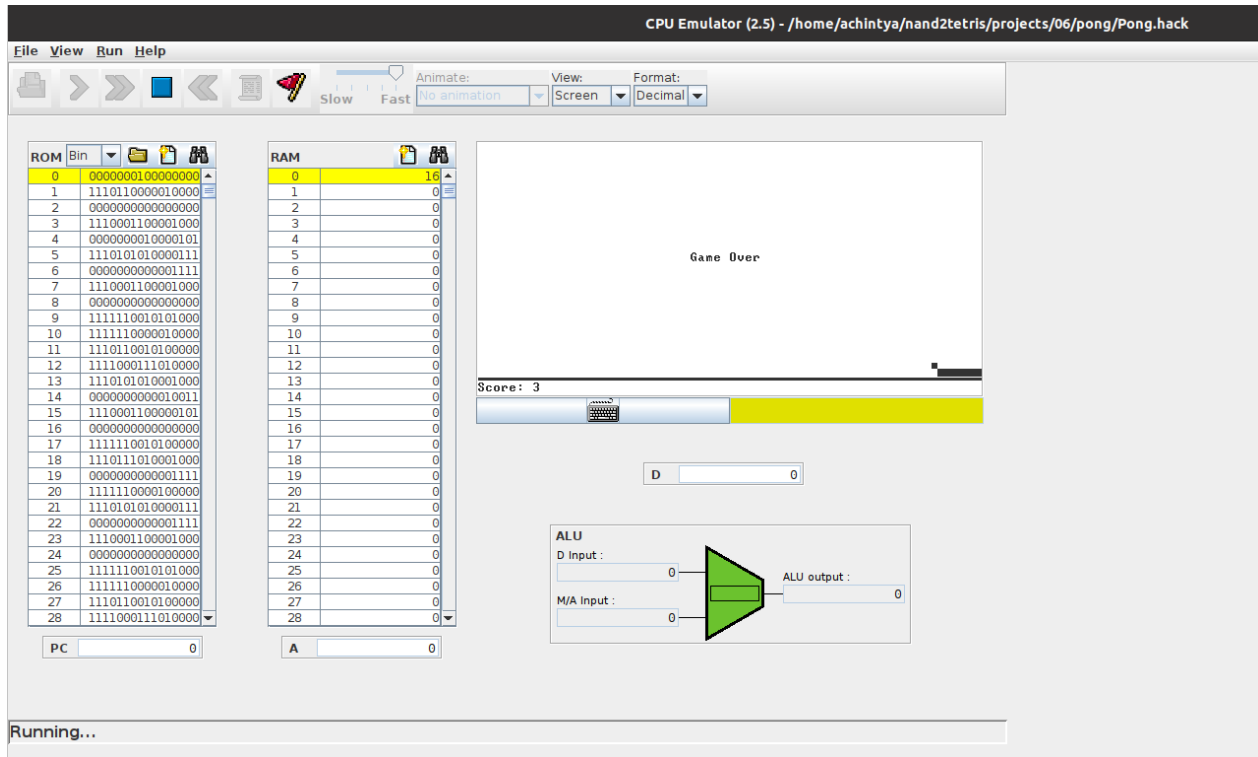 CPU Emulator (2.5) - /home/achintya/nand2tetris/projects/06/pong/Pong.hack
File View Run Help
Animate: View: Format:
Slow Fast No animation Screen Decimal
ROM Bin RAM
0 0000000100000000 0 16
1 1110110000010000 1 0
2 0000000000000000 2 0
3 1110001100001000 3 0
4 0000000010000101 4 0
5 1110101010000111 5 0
6 0000000000001111 6 0
7 1110001100001000 7 0
8 0000000000000000 8 0
9 1111110010101000 9 0
10 1111110000010000 10 0
11 1110110010100000 11 0
12 1111000111010000 12 0
13 1110101010001000 13 0
14 0000000000010011 14 0
15 1110001100000101 15 0
16 0000000000000000 16 0
17 1111110010100000 17 0
18 1110111010001000 18 0
19 0000000000001111 19 0
20 1111110000100000 20 0
21 1110101010000111 21 0
22 0000000000001111 22 0
23 1110001100001000 23 0
24 0000000000000000 24 0
25 1111110010101000 25 0
26 1111110000010000 26 0
27 1110110010100000 27 0
28 1111000111010000 28 0
PC 0 A 0
Game Over
Score: 3
D 0
ALU
D Input :
0
ALU output :
0
M/A Input :
0
Running...